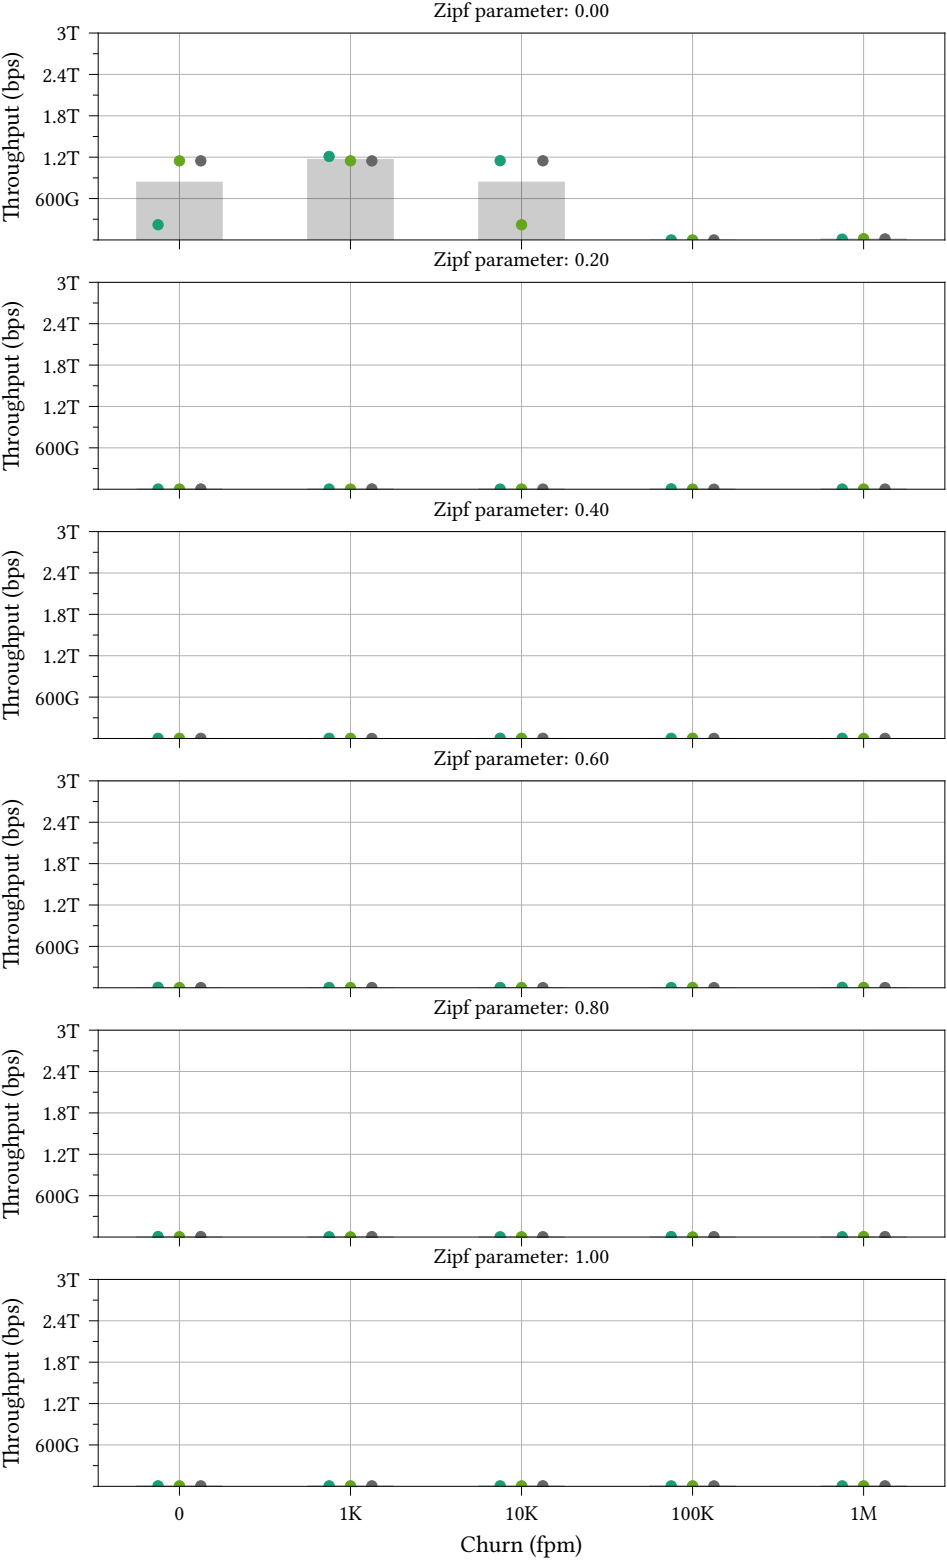 Zipf parameter: 0.00
3T
2.4T
1.8T
1.2T
600G
Throughput (bps)
Zipf parameter: 0.20
3T
2.4T
1.8T
1.2T
600G
Throughput (bps)
Zipf parameter: 0.40
3T
2.4T
1.8T
1.2T
600G
Throughput (bps)
Zipf parameter: 0.60
3T
2.4T
1.8T
1.2T
600G
Throughput (bps)
Zipf parameter: 0.80
3T
2.4T
1.8T
1.2T
600G
Throughput (bps)
Zipf parameter: 1.00
3T
2.4T
1.8T
1.2T
600G
Throughput (bps)
0 1K 10K 100K 1M
Churn (fpm)